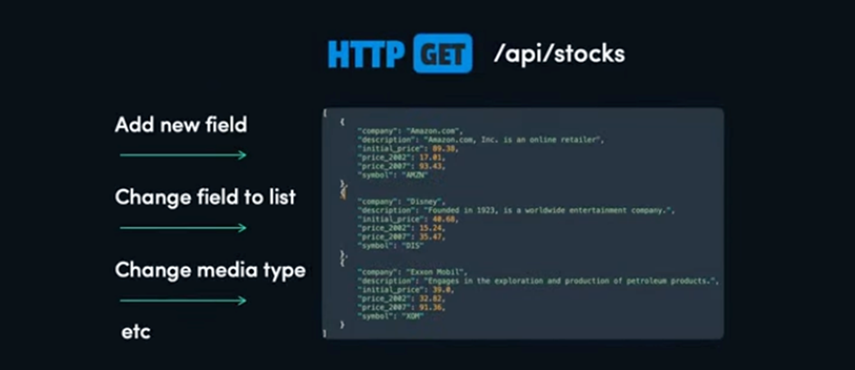 HTTP GET /api/stocks
Add new field
Change field to list
Change media type
etc
[
{
"company": "Amazon.com",
"description": "Amazon.com, Inc. is an online retailer",
"initial_price": 89.38,
"price_2002": 17.01,
"price_2007": 93.43,
"symbol": "AMZN"
},
{
"company": "Disney",
"description": "Founded in 1923, is a worldwide entertainment company.",
"initial_price": 40.68,
"price_2002": 15.24,
"price_2007": 35.47,
"symbol": "DIS"
},
{
"company": "Exxon Mobil",
"description": "Engages in the exploration and production of petroleum products.",
"initial_price": 39.0,
"price_2002": 32.82,
"price_2007": 91.36,
"symbol": "XOM"
}
]